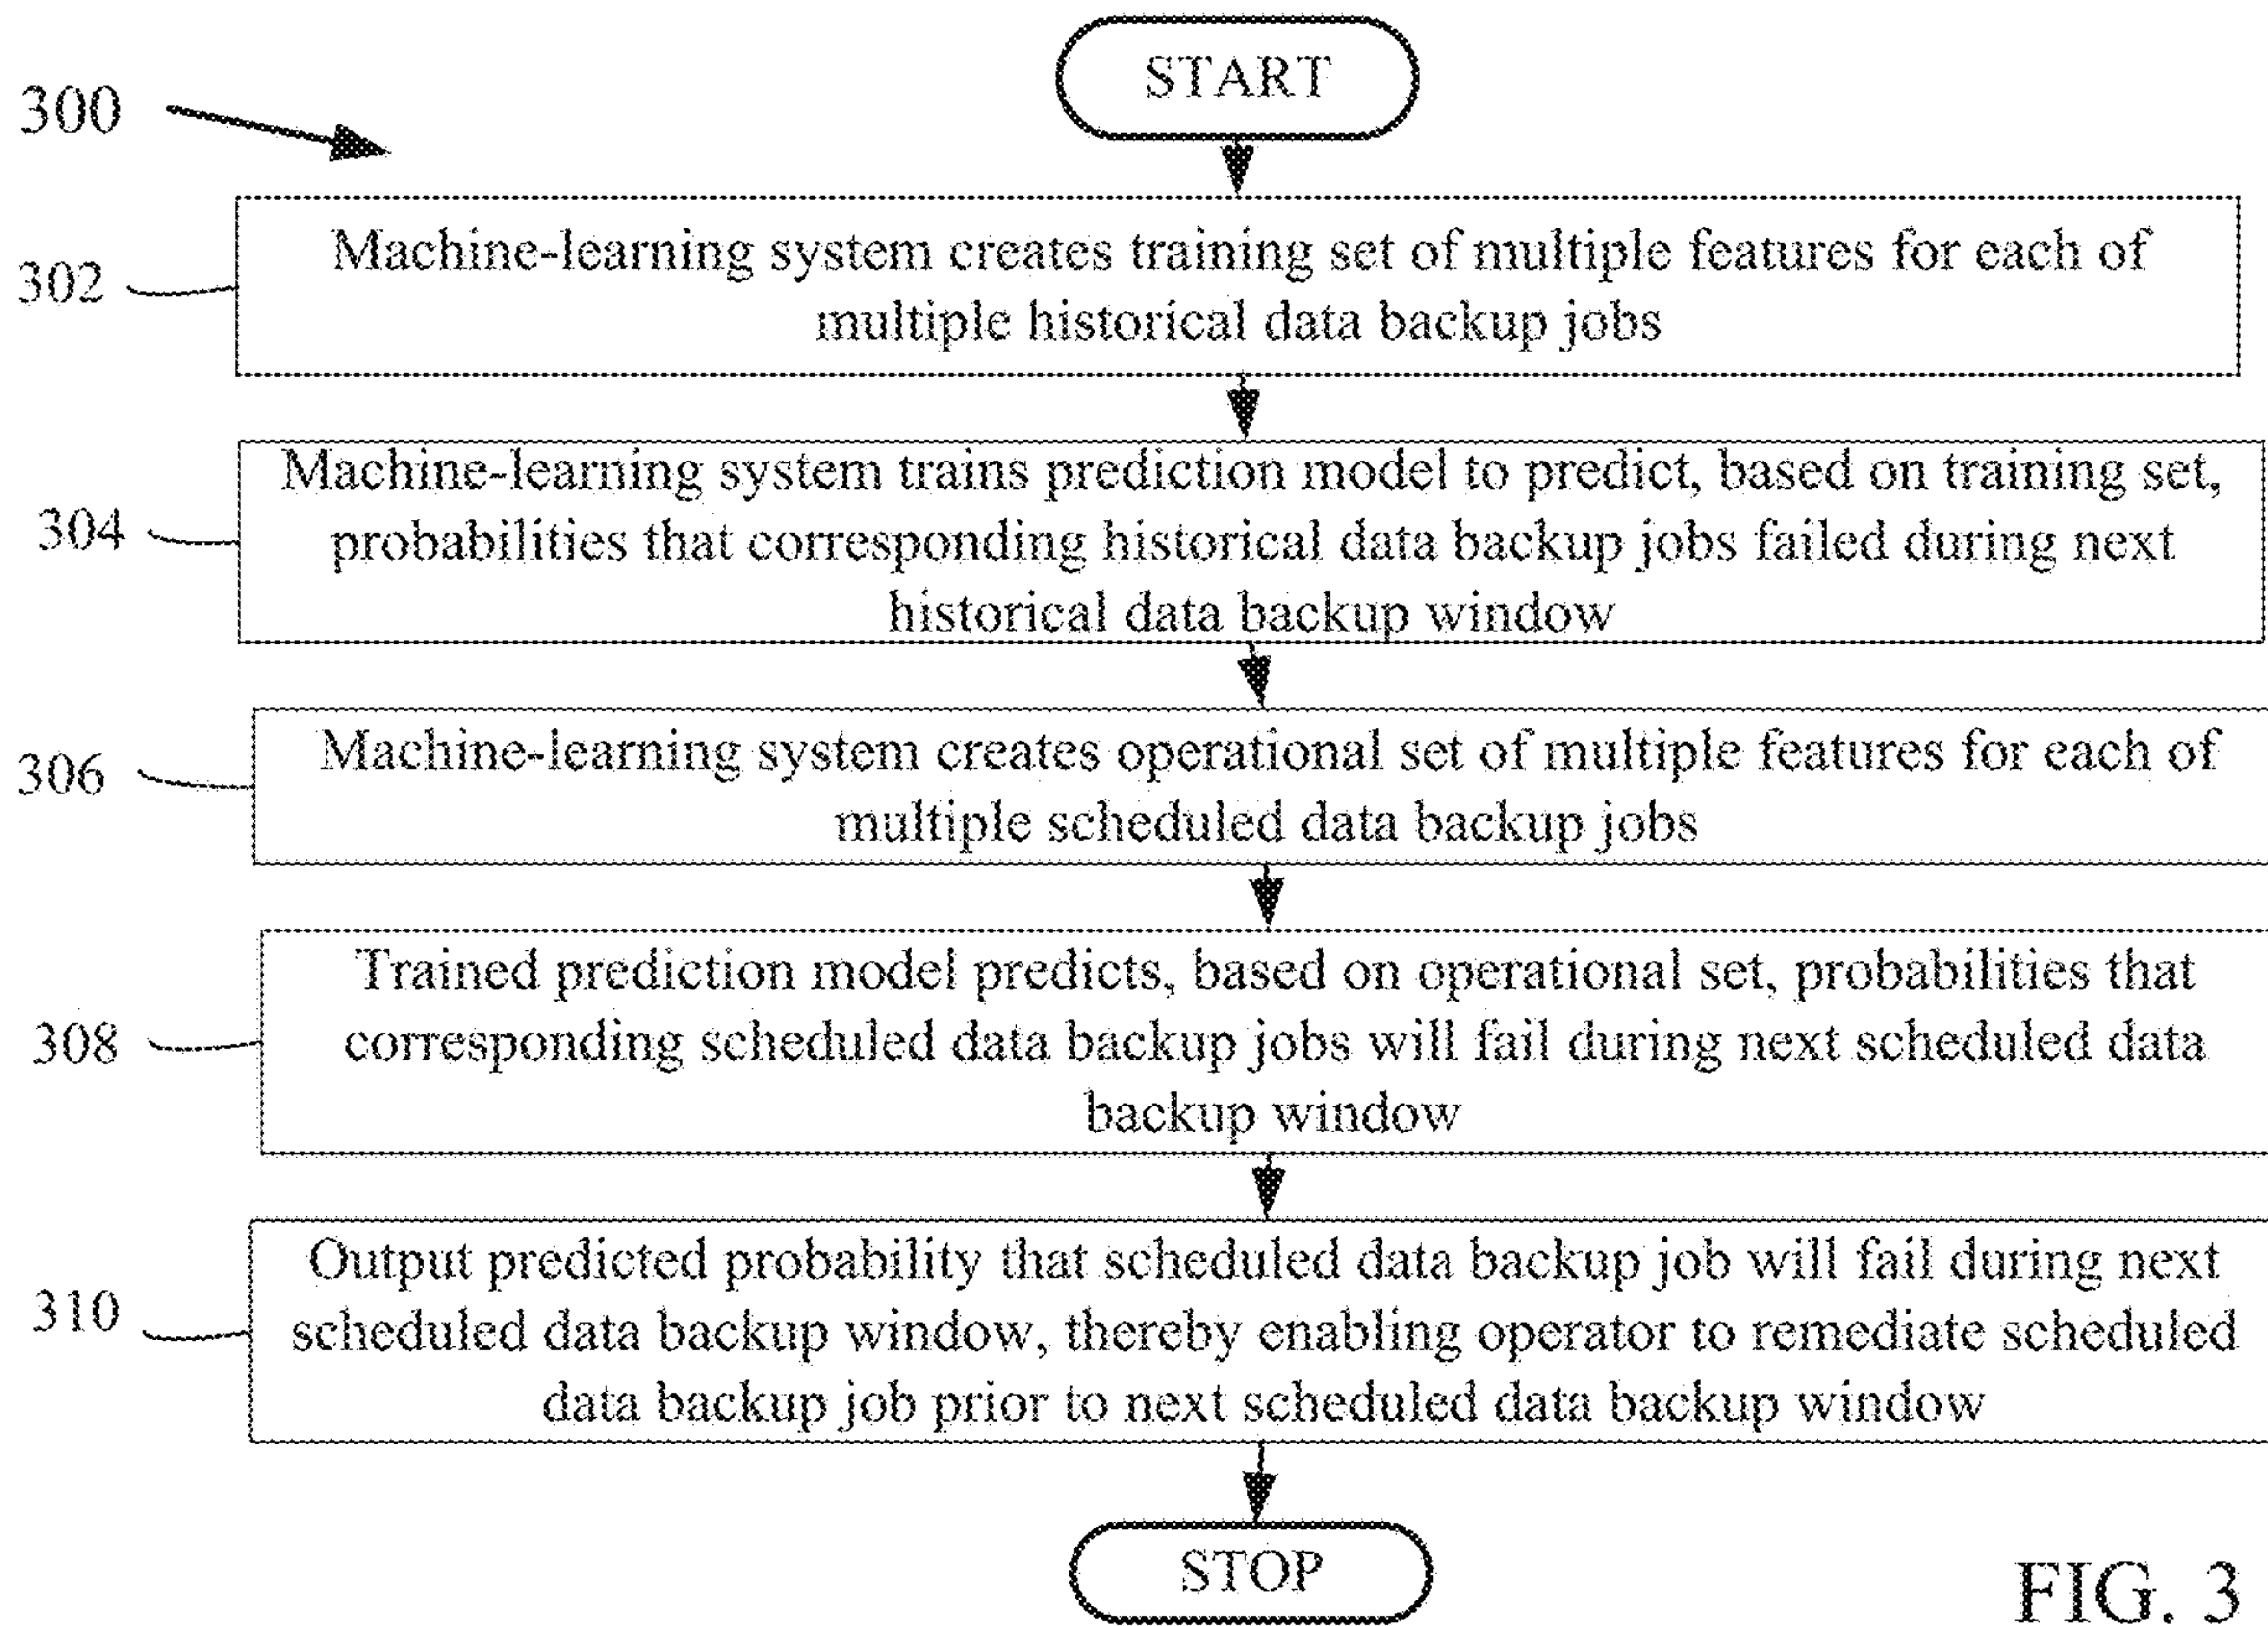 START
300
302
Machine-learning system creates training set of multiple features for each of
multiple historical data backup jobs
304
Machine-learning system trains prediction model to predict, based on training set,
probabilities that corresponding historical data backup jobs failed during next
historical data backup window
306
Machine-learning system creates operational set of multiple features for each of
multiple scheduled data backup jobs
308
Trained prediction model predicts, based on operational set, probabilities that
corresponding scheduled data backup jobs will fail during next scheduled data
backup window
310
Output predicted probability that scheduled data backup job will fail during next
scheduled data backup window, thereby enabling operator to remediate scheduled
data backup job prior to next scheduled data backup window
STOP
FIG. 3